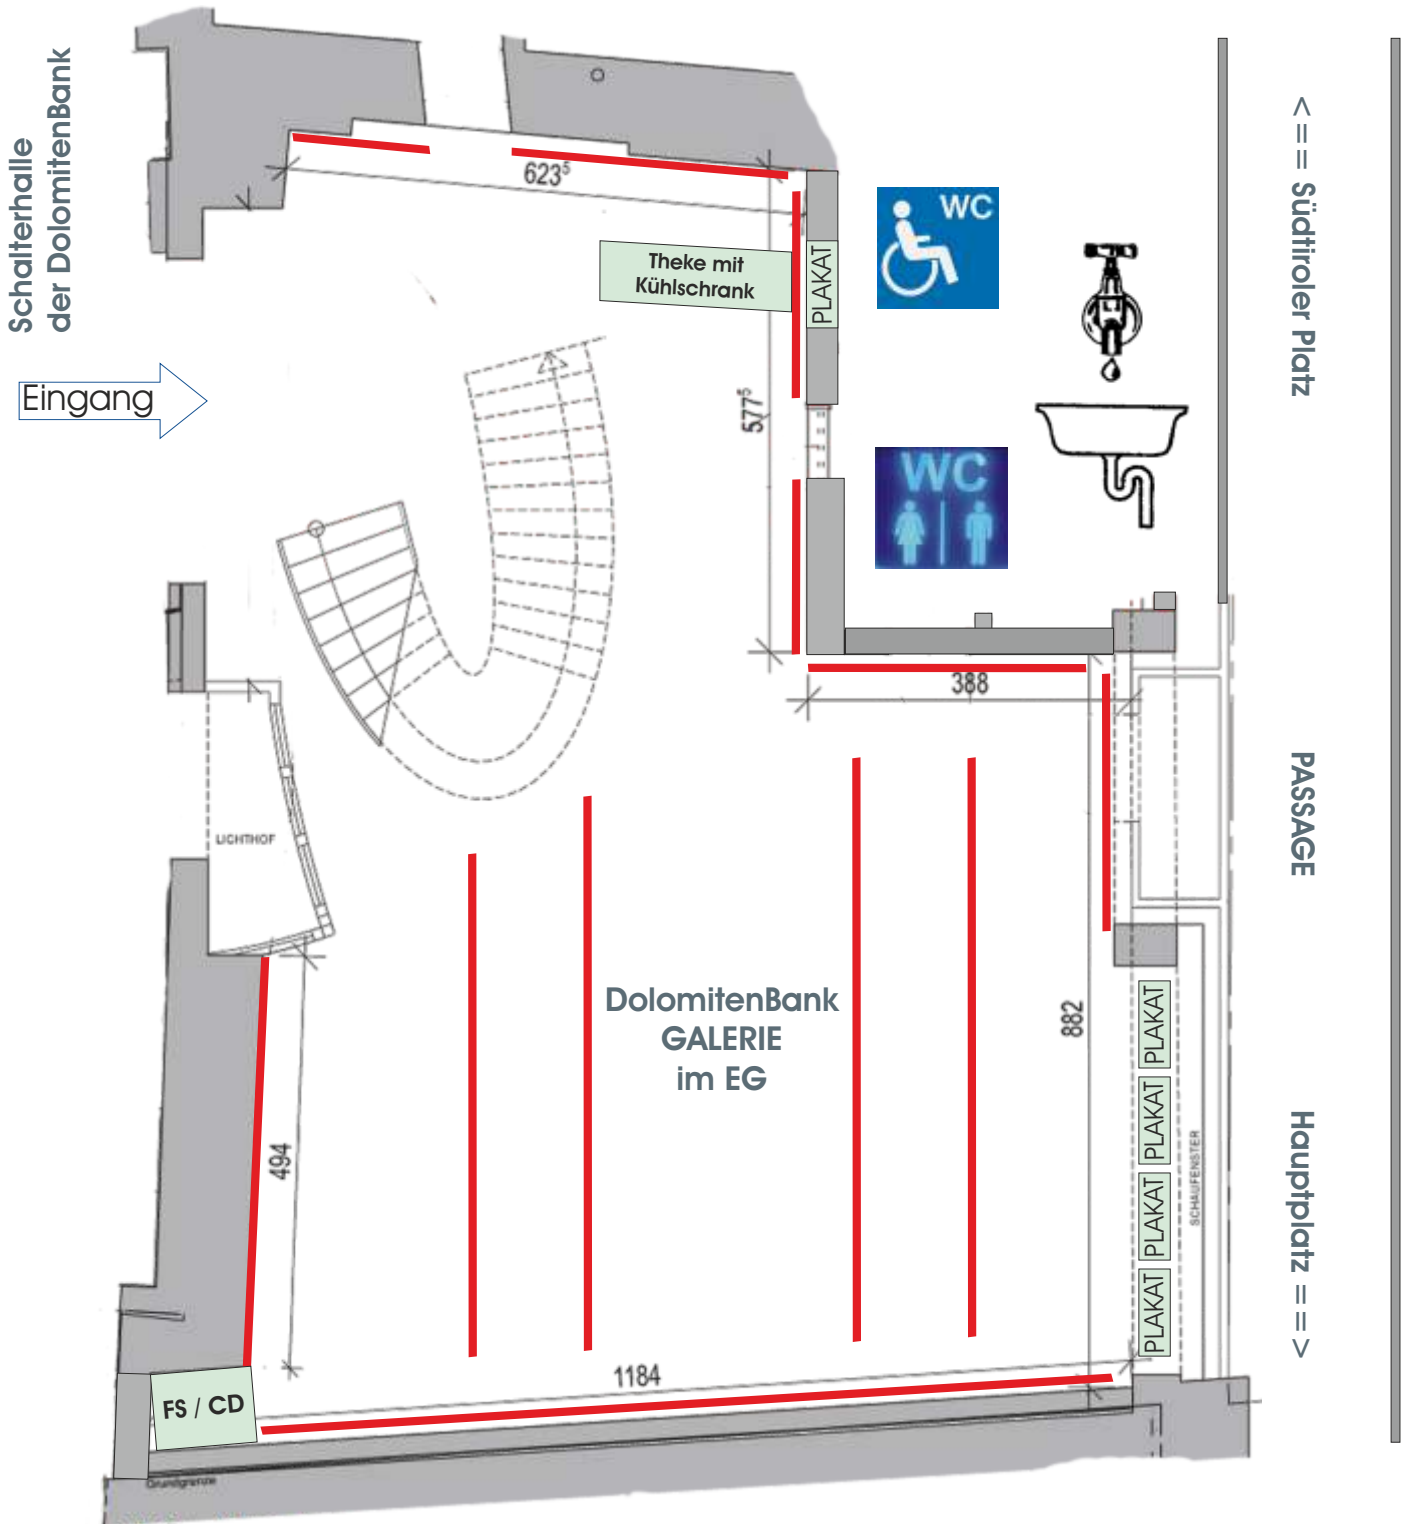 Schalterhalle
der DolomitenBank
Eingang
623⁵
Theke mit
Kühlschrank
PLAKAT
WC
577⁵
WC
<== Südtiroler Platz
388
PASSAGE
LICHTHOF
DolomitenBank
GALERIE
im EG
882
494
PLAKAT
PLAKAT
PLAKAT
PLAKAT
SCHAUFENSTER
Hauptplatz ==>
1184
FS / CD
Grundgrenze